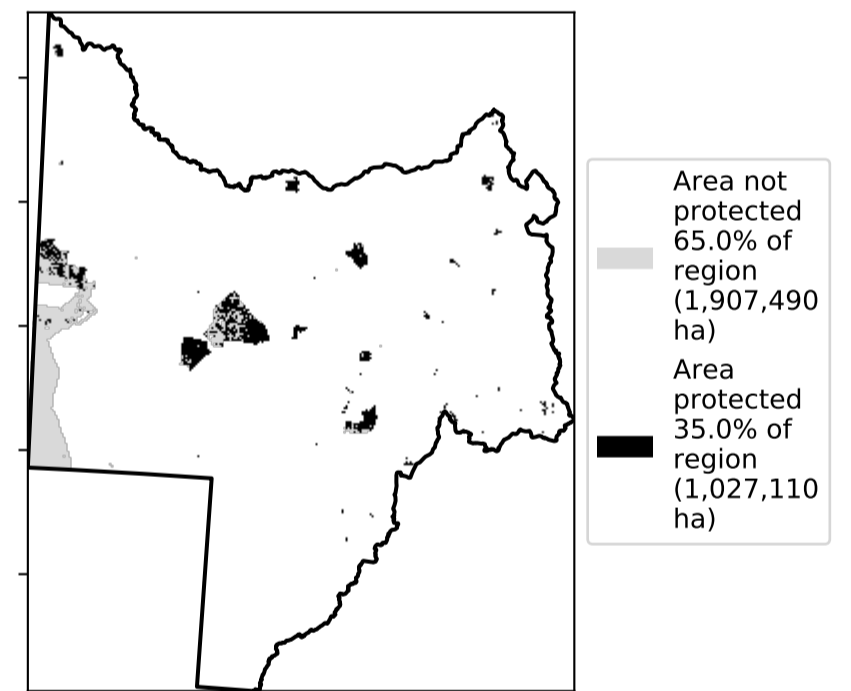 Area not
protected
65.0% of
region
(1,907,490
ha)
Area
protected
35.0% of
region
(1,027,110
ha)